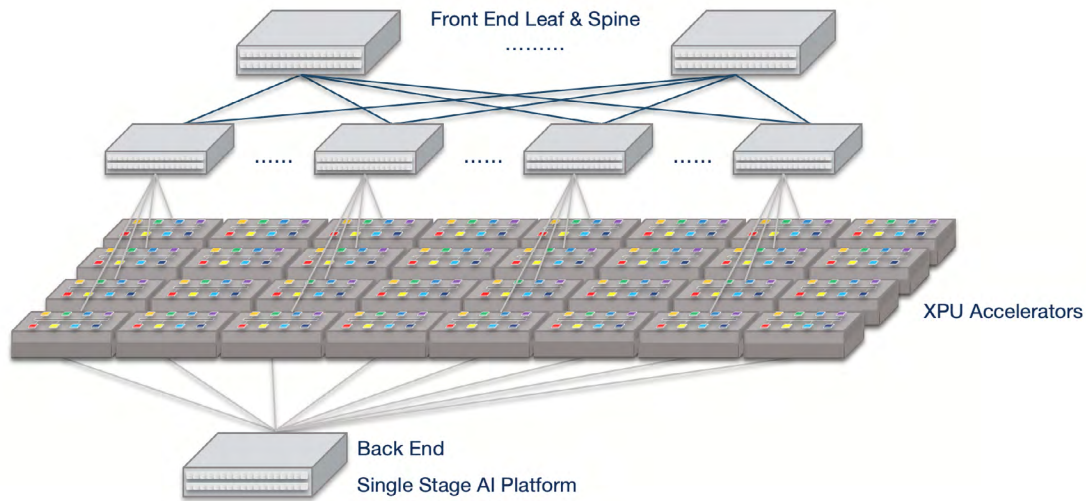 Front End Leaf & Spine
.........
...... ...... ......
XPU Accelerators
Back End
Single Stage AI Platform